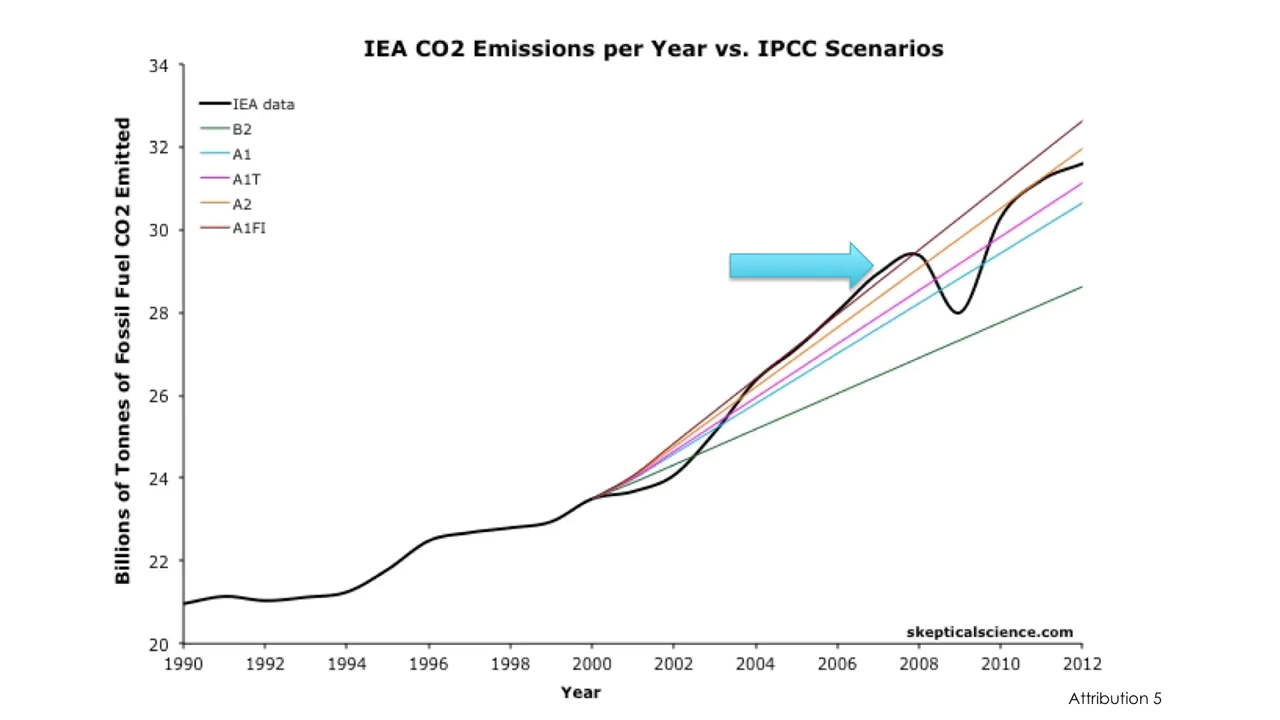 IEA CO2 Emissions per Year vs. IPCC Scenarios
34
32
30
28
26
24
22
20
Billions of Tonnes of Fossil Fuel CO2 Emitted
IEA data
B2
A1
A1T
A2
A1FI
skepticalscience.com
1990 1992 1994 1996 1998 2000 2002 2004 2006 2008 2010 2012
Year
Attribution 5